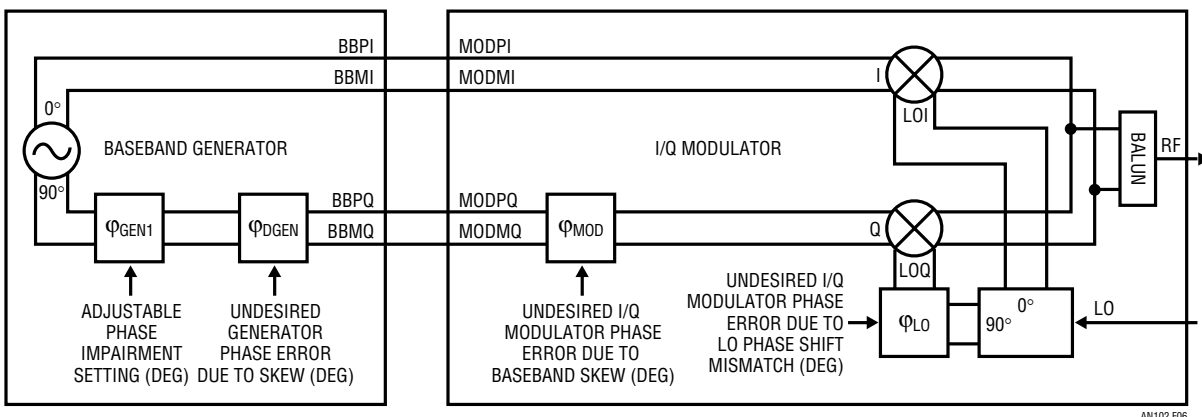 BBPI
BBMI
MODPI
MODMI
I
LOI
0°
BASEBAND GENERATOR
I/Q MODULATOR
BALUN
RF
90°
φGEN1
φDGEN
BBPQ
BBMQ
MODPQ
MODMQ
φMOD
Q
LOQ
φLO
0°
90°
LO
ADJUSTABLE
PHASE
IMPAIRMENT
SETTING (DEG)
UNDESIRED
GENERATOR
PHASE ERROR
DUE TO SKEW (DEG)
UNDESIRED I/Q
MODULATOR PHASE
ERROR DUE TO
BASEBAND SKEW (DEG)
UNDESIRED I/Q
MODULATOR PHASE
ERROR DUE TO
LO PHASE SHIFT
MISMATCH (DEG)
AN102 F06